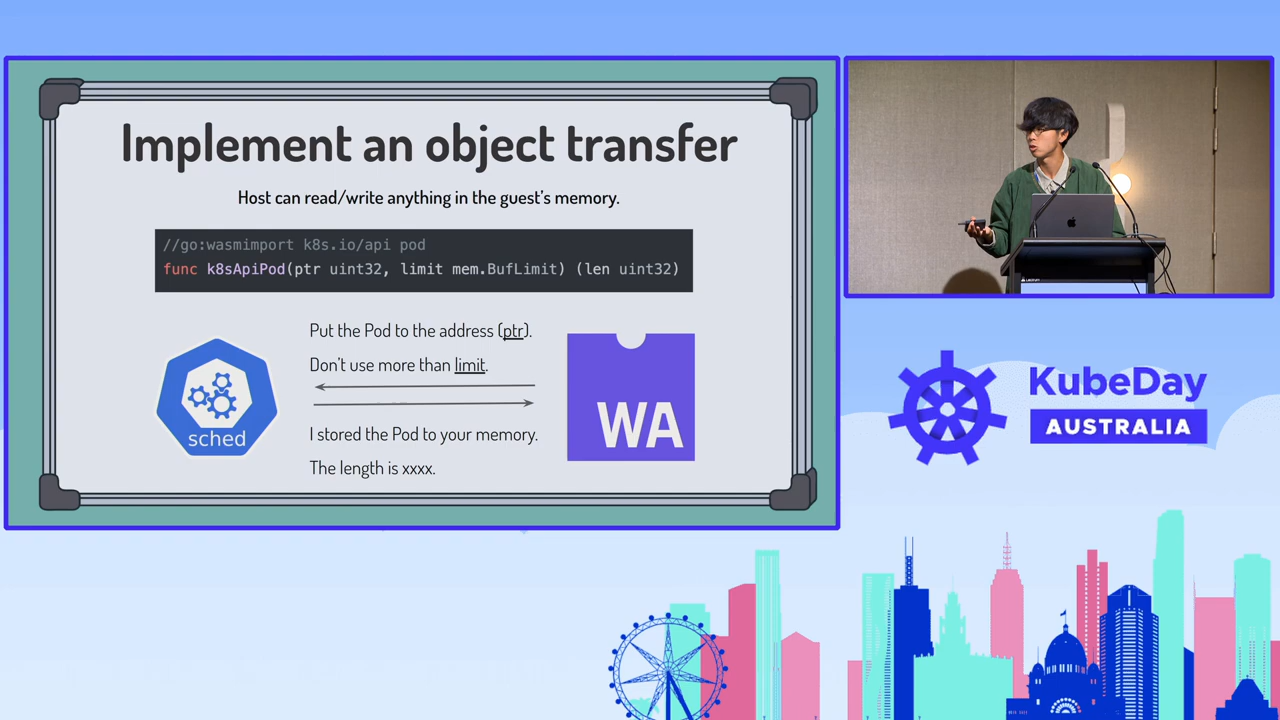 Implement an object transfer
Host can read/write anything in the guest's memory.
//go:wasmimport k8s.io/api pod
func k8sApiPod(ptr uint32, limit mem.BufLimit) (len uint32)
Put the Pod to the address (ptr).
Don't use more than limit.
sched
WA
I stored the Pod to your memory.
The length is xxxx.
KubeDay
AUSTRALIA